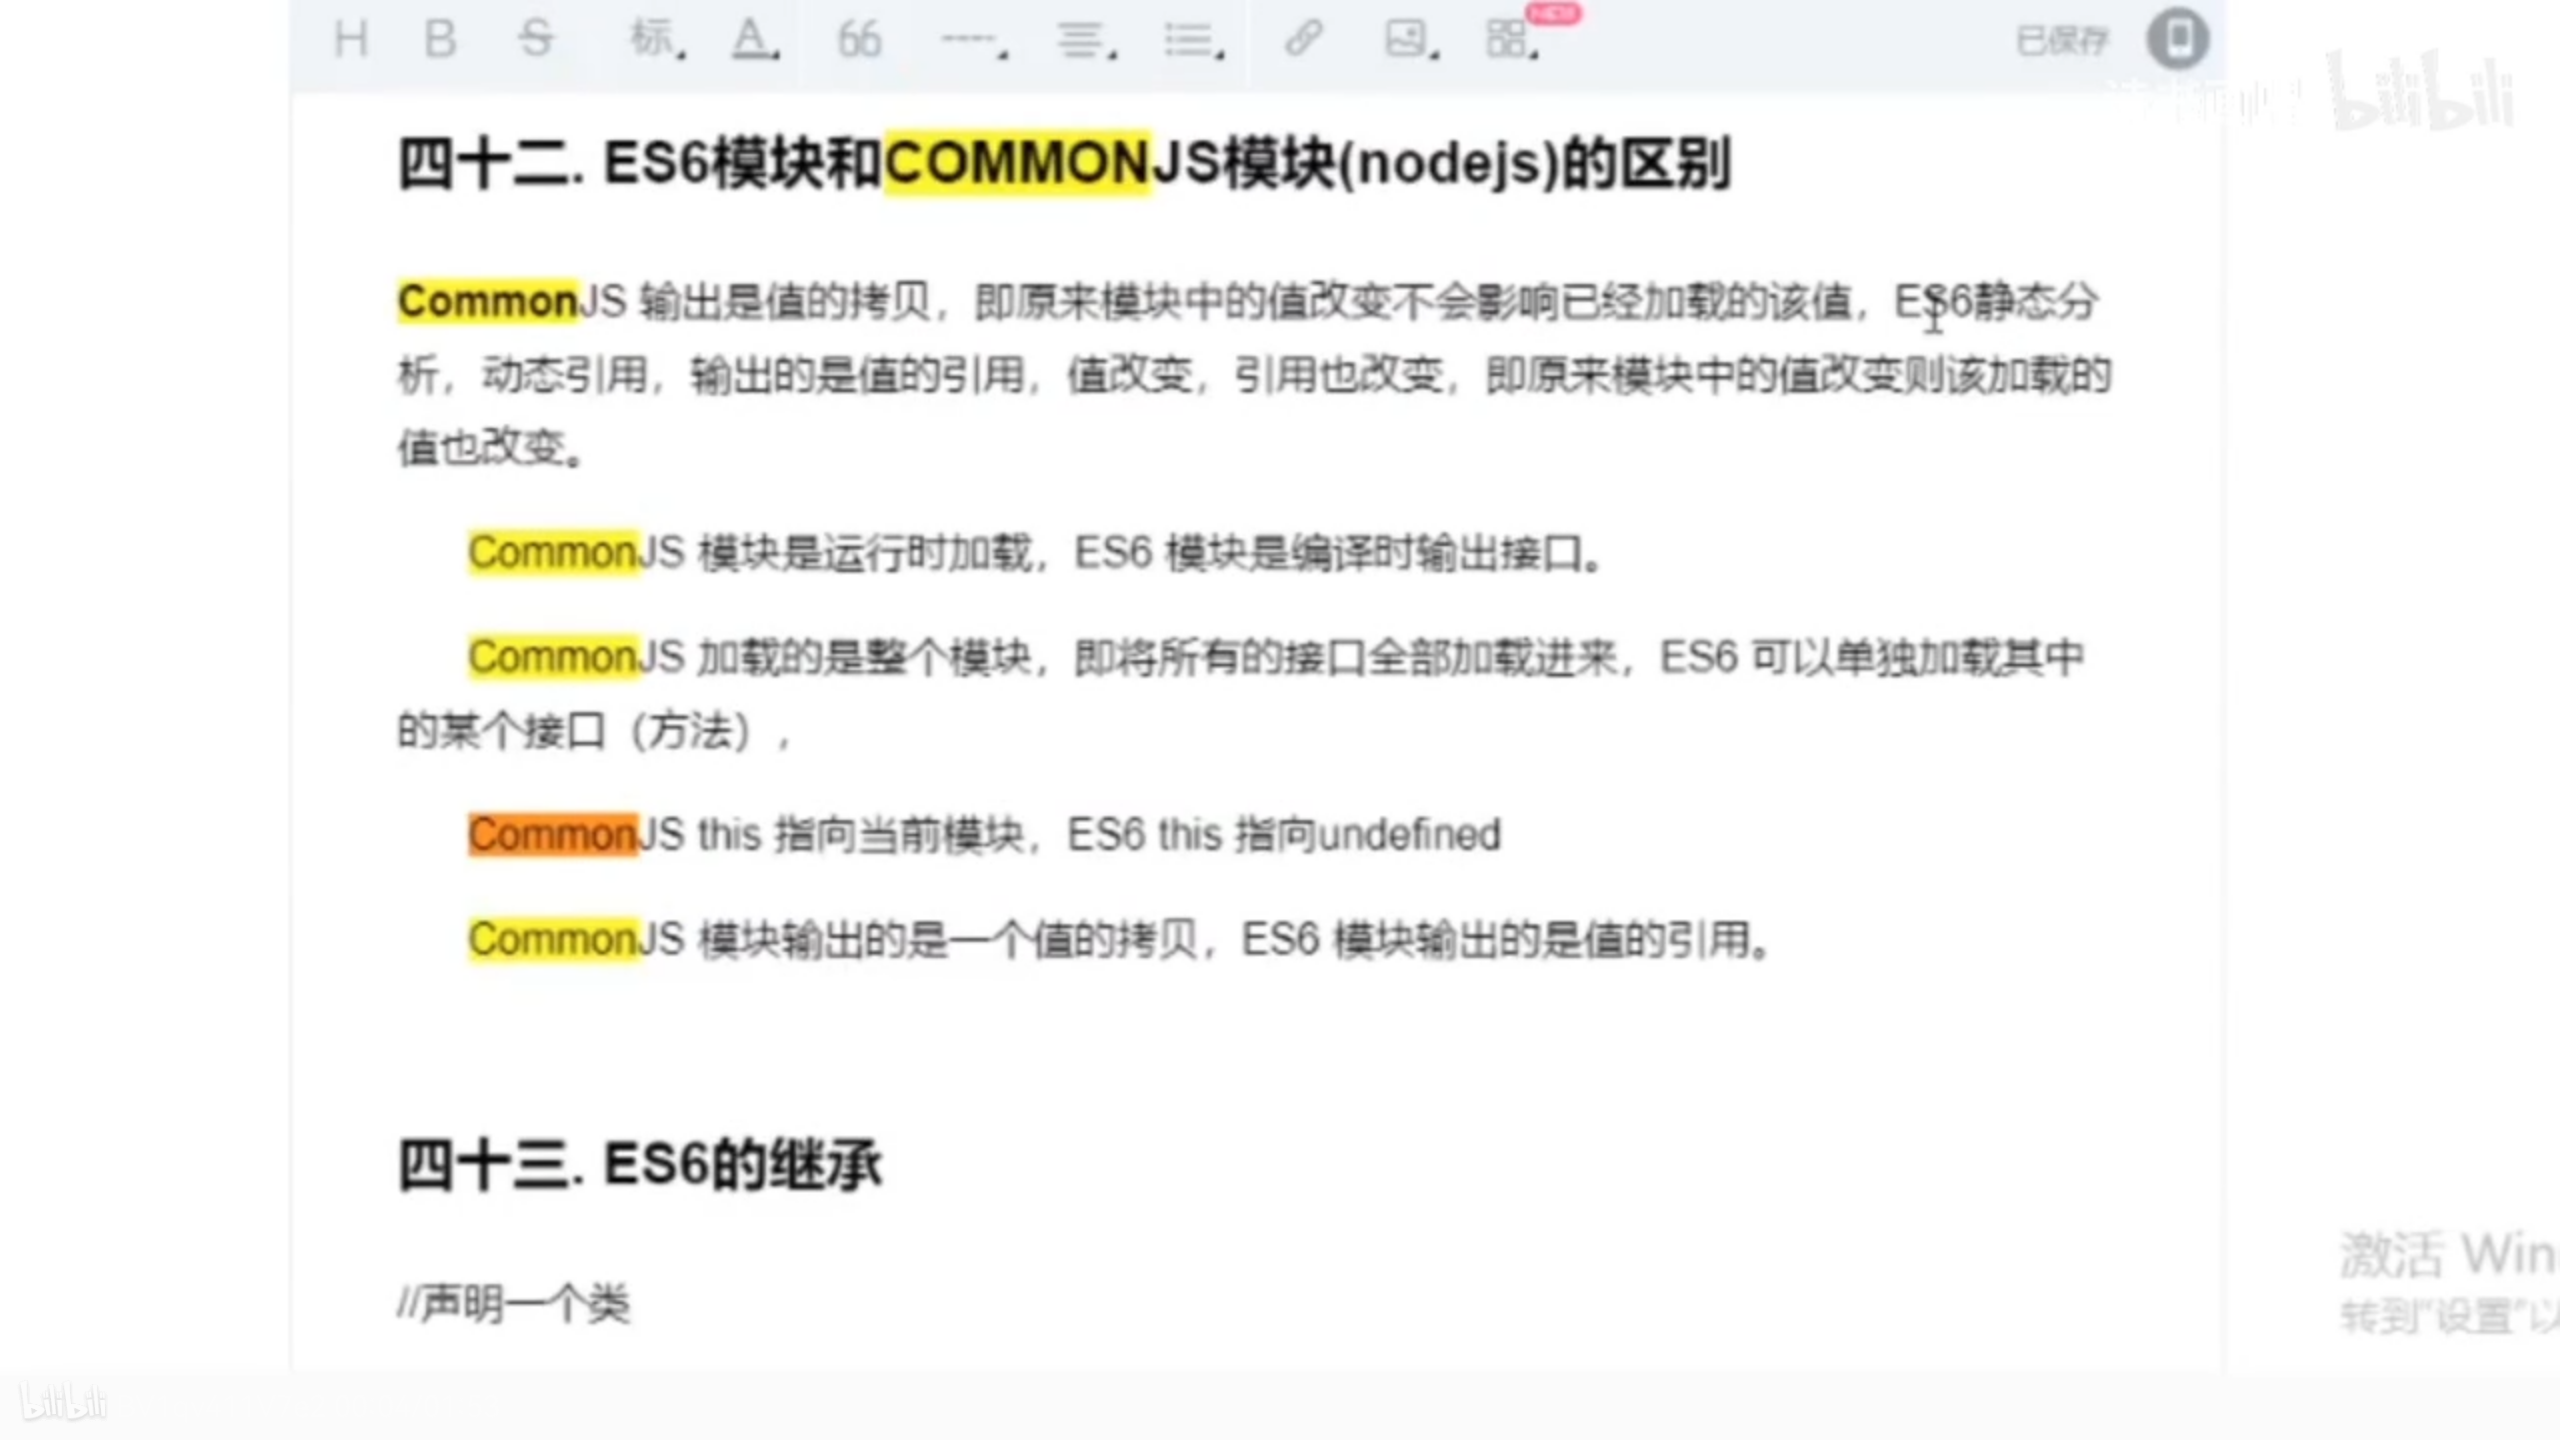 H B S 标 A 66 NEW 已保存
bilibili
四十二. ES6模块和COMMONJS模块(nodejs)的区别
CommonJS 输出是值的拷贝，即原来模块中的值改变不会影响已经加载的该值，ES6静态分
析，动态引用，输出的是值的引用，值改变，引用也改变，即原来模块中的值改变则该加载的
值也改变。
CommonJS 模块是运行时加载，ES6 模块是编译时输出接口。
CommonJS 加载的是整个模块，即将所有的接口全部加载进来，ES6 可以单独加载其中
的某个接口（方法）,
CommonJS this 指向当前模块，ES6 this 指向undefined
CommonJS 模块输出的是一个值的拷贝，ES6 模块输出的是值的引用。
四十三. ES6的继承
//声明一个类
激活 Win
转到"设置"以
bilibili